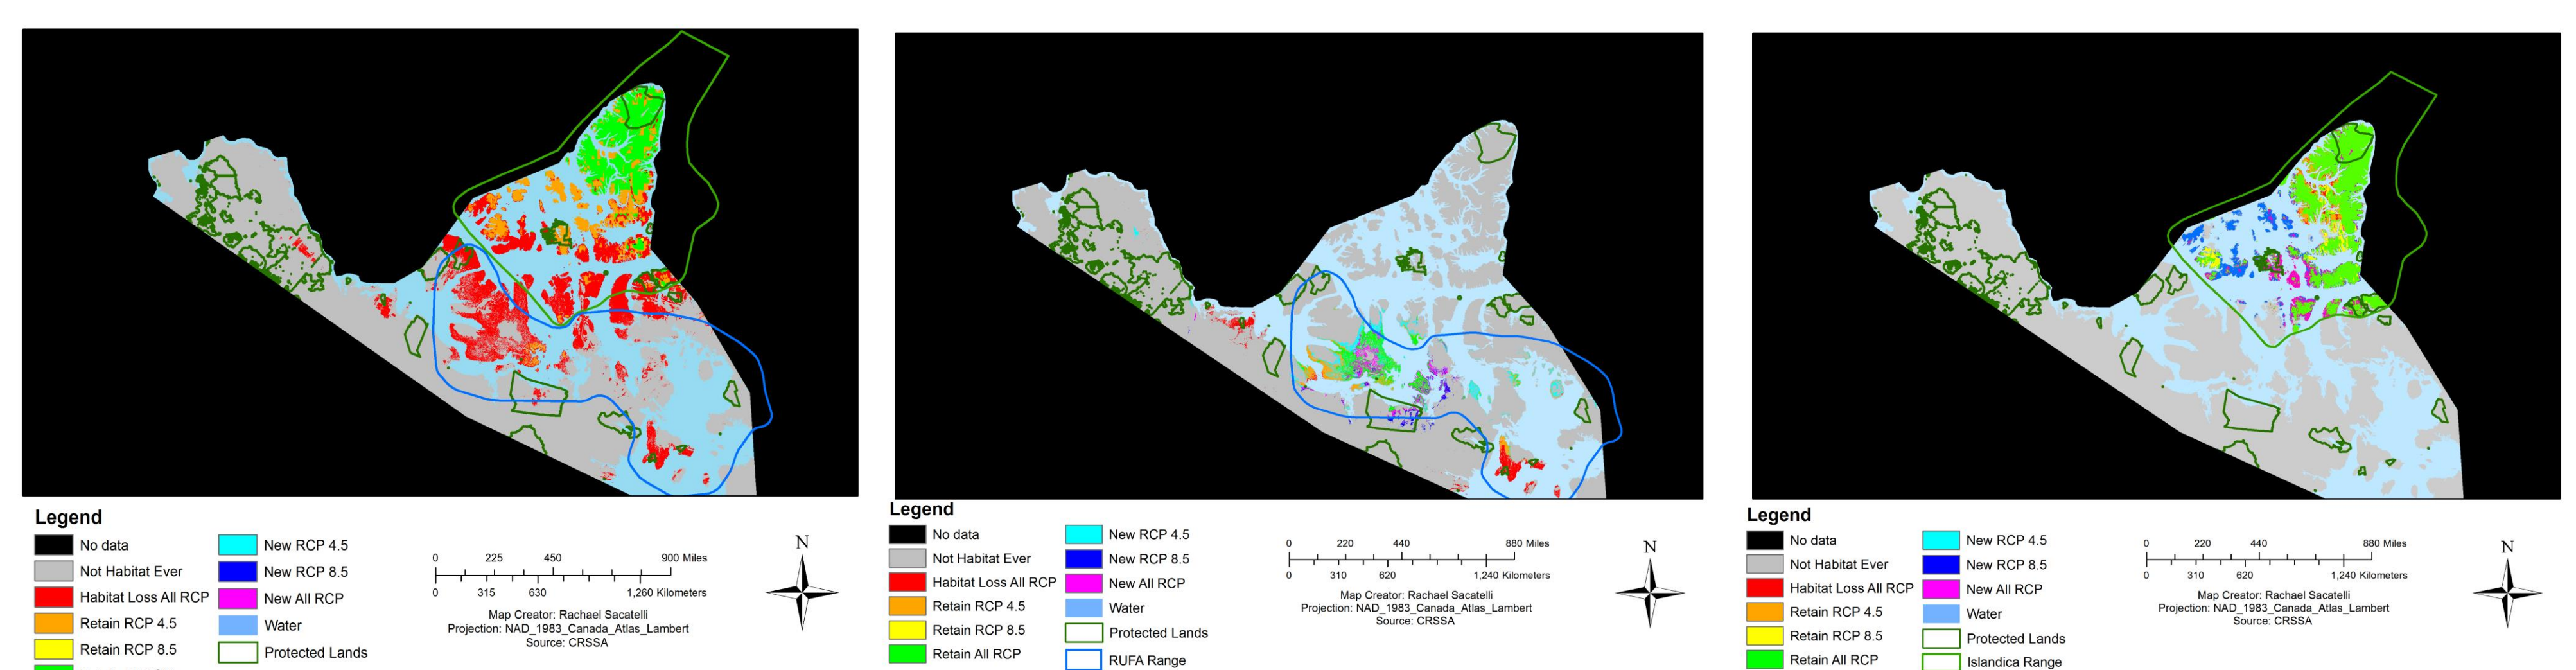 Legend
No data
Not Habitat Ever
Habitat Loss All RCP
Retain RCP 4.5
Retain RCP 8.5
New RCP 4.5
New RCP 8.5
New All RCP
Water
Protected Lands
0 225 450 900 Miles
0 315 630 1,260 Kilometers
Map Creator: Rachael Sacatelli
Projection: NAD_1983_Canada_Atlas_Lambert
Source: CRSSA
N
Legend
No data
Not Habitat Ever
Habitat Loss All RCP
Retain RCP 4.5
Retain RCP 8.5
Retain All RCP
New RCP 4.5
New RCP 8.5
New All RCP
Water
Protected Lands
RUFA Range
0 220 440 880 Miles
0 310 620 1,240 Kilometers
Map Creator: Rachael Sacatelli
Projection: NAD_1983_Canada_Atlas_Lambert
Source: CRSSA
N
Legend
No data
Not Habitat Ever
Habitat Loss All RCP
Retain RCP 4.5
Retain RCP 8.5
Retain All RCP
New RCP 4.5
New RCP 8.5
New All RCP
Water
Protected Lands
Islandica Range
0 220 440 880 Miles
0 310 620 1,240 Kilometers
Map Creator: Rachael Sacatelli
Projection: NAD_1983_Canada_Atlas_Lambert
Source: CRSSA
N